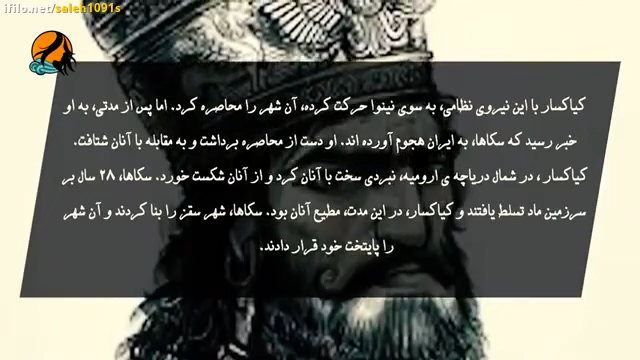 ifilo.net/saleh1091s
کیاکسار با این نیروی نظامی، به سوی نینوا حرکت کرده، آن شهر را محاصره کرد. اما پس از مدتی، به او
خبر رسید که سکاها، به ایران هجوم آورده اند. او دست از محاصره برداشت و به مقابله با آنان شتافت.
کیاکسار ، در شمال دریاچه ی ارومیه، نبردی سخت با آنان کرد و از آنان شکست خورد. سکاها، ۲۸ سال بر
سرزمین ماد تسلط یافتند و کیاکسار، در این مدت، مطیع آنان بود. سکاها، شهر سقز را بنا کردند و آن شهر
را پایتخت خود قرار دادند.